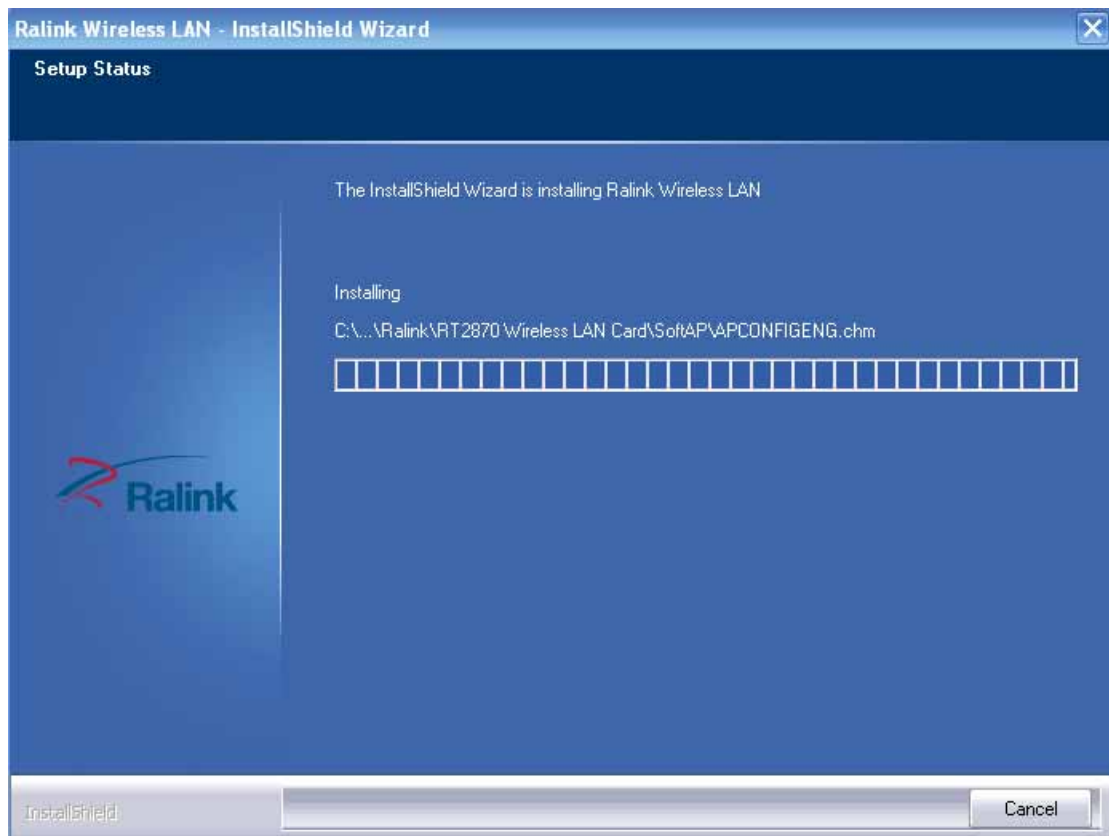 Ralink Wireless LAN - InstallShield Wizard
Setup Status
The InstallShield Wizard is installing Ralink Wireless LAN
Installing
C:\...\Ralink\RT2870 Wireless LAN Card\SoftAP\APCONFIGENG.chm
Ralink
InstallShield
Cancel